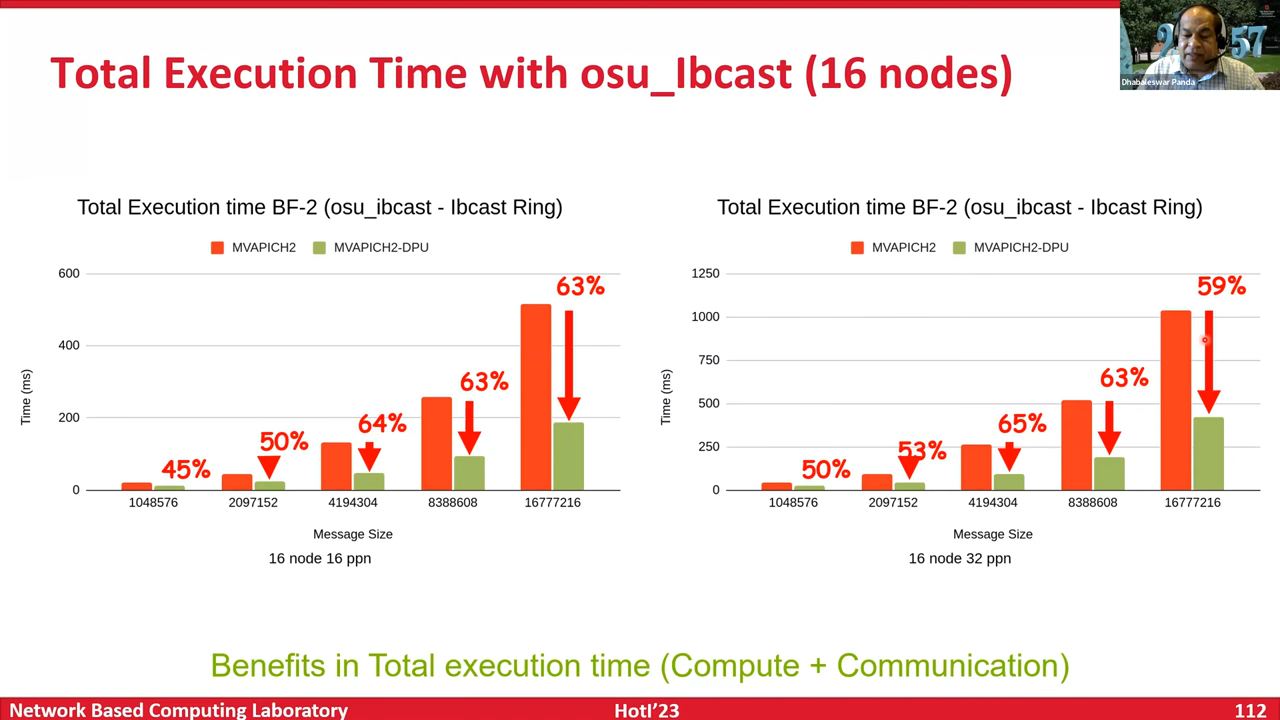 Total Execution Time with osu_Ibcast (16 nodes)
57
Dhabaleswar Panda
Total Execution time BF-2 (osu_ibcast - Ibcast Ring)
MVAPICH2
MVAPICH2-DPU
600
400
200
0
Time (ms)
45%
50%
64%
63%
63%
1048576
2097152
4194304
8388608
16777216
Message Size
16 node 16 ppn
Total Execution time BF-2 (osu_ibcast - Ibcast Ring)
MVAPICH2
MVAPICH2-DPU
1250
1000
750
500
250
0
Time (ms)
50%
53%
65%
63%
59%
1048576
2097152
4194304
8388608
16777216
Message Size
16 node 32 ppn
Benefits in Total execution time (Compute + Communication)
Network Based Computing Laboratory
HotI’23
112